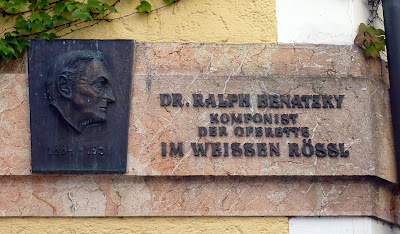 DR. RALPH BENATZKY
KOMPONIST
DER OPERETTE
IM WEISSEN RÖSSL